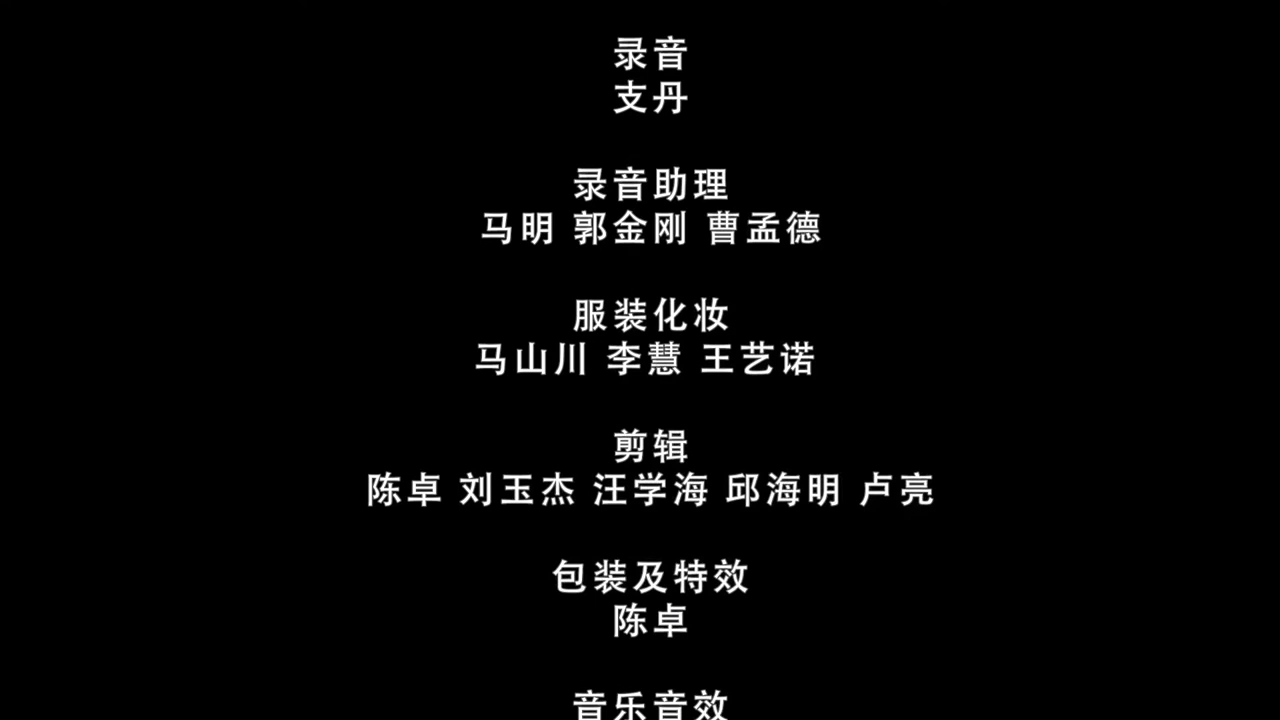 录音
支丹
录音助理
马明 郭金刚 曹孟德
服装化妆
马山川 李慧 王艺诺
剪辑
陈卓 刘玉杰 汪学海 邱海明 卢亮
包装及特效
陈卓
音乐音效